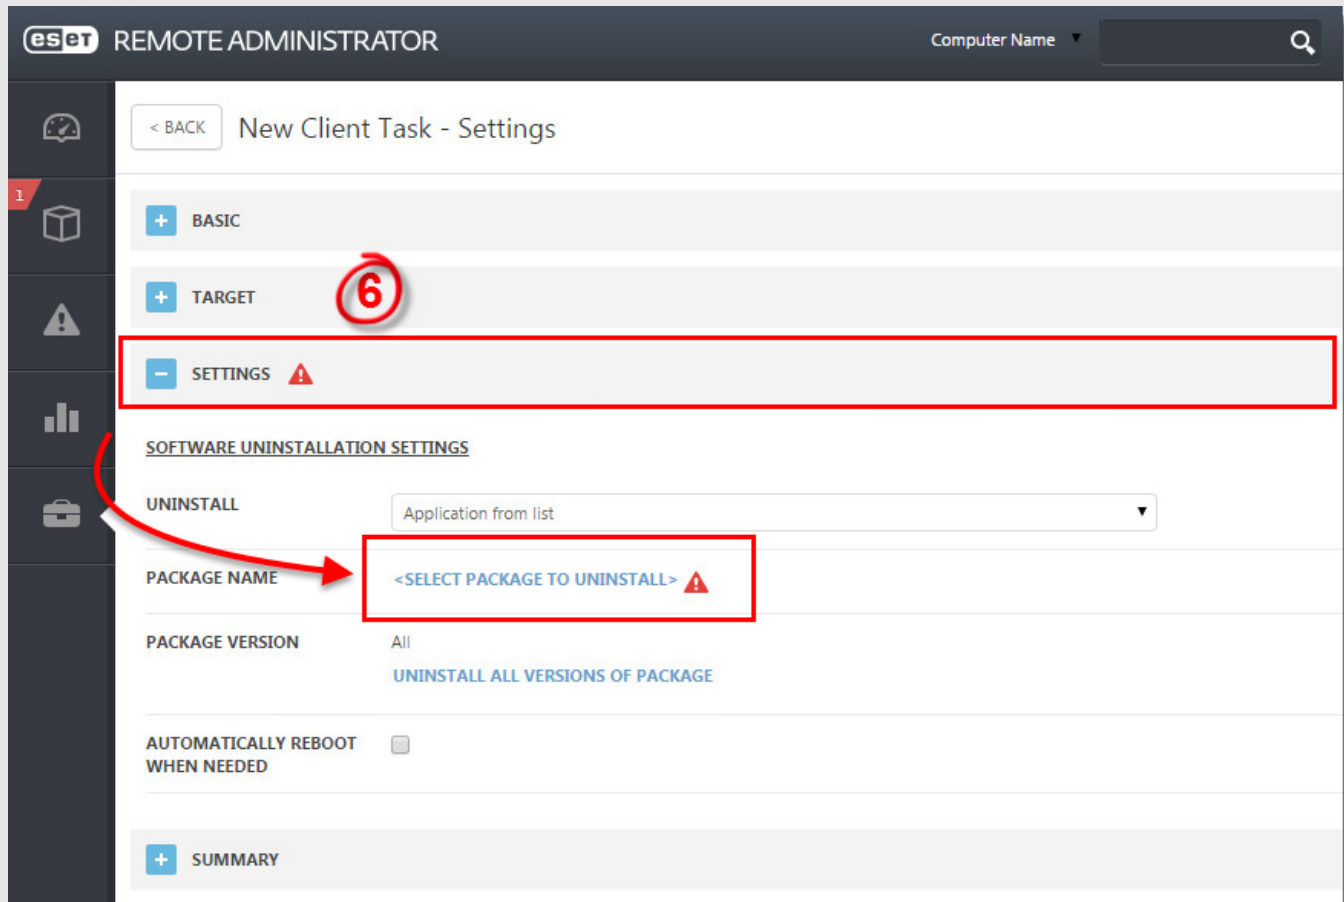 eset REMOTE ADMINISTRATOR
Computer Name
< BACK
New Client Task - Settings
1
BASIC
TARGET
6
SETTINGS
SOFTWARE UNINSTALLATION SETTINGS
UNINSTALL
Application from list
PACKAGE NAME
<SELECT PACKAGE TO UNINSTALL>
PACKAGE VERSION
All
UNINSTALL ALL VERSIONS OF PACKAGE
AUTOMATICALLY REBOOT
WHEN NEEDED
SUMMARY